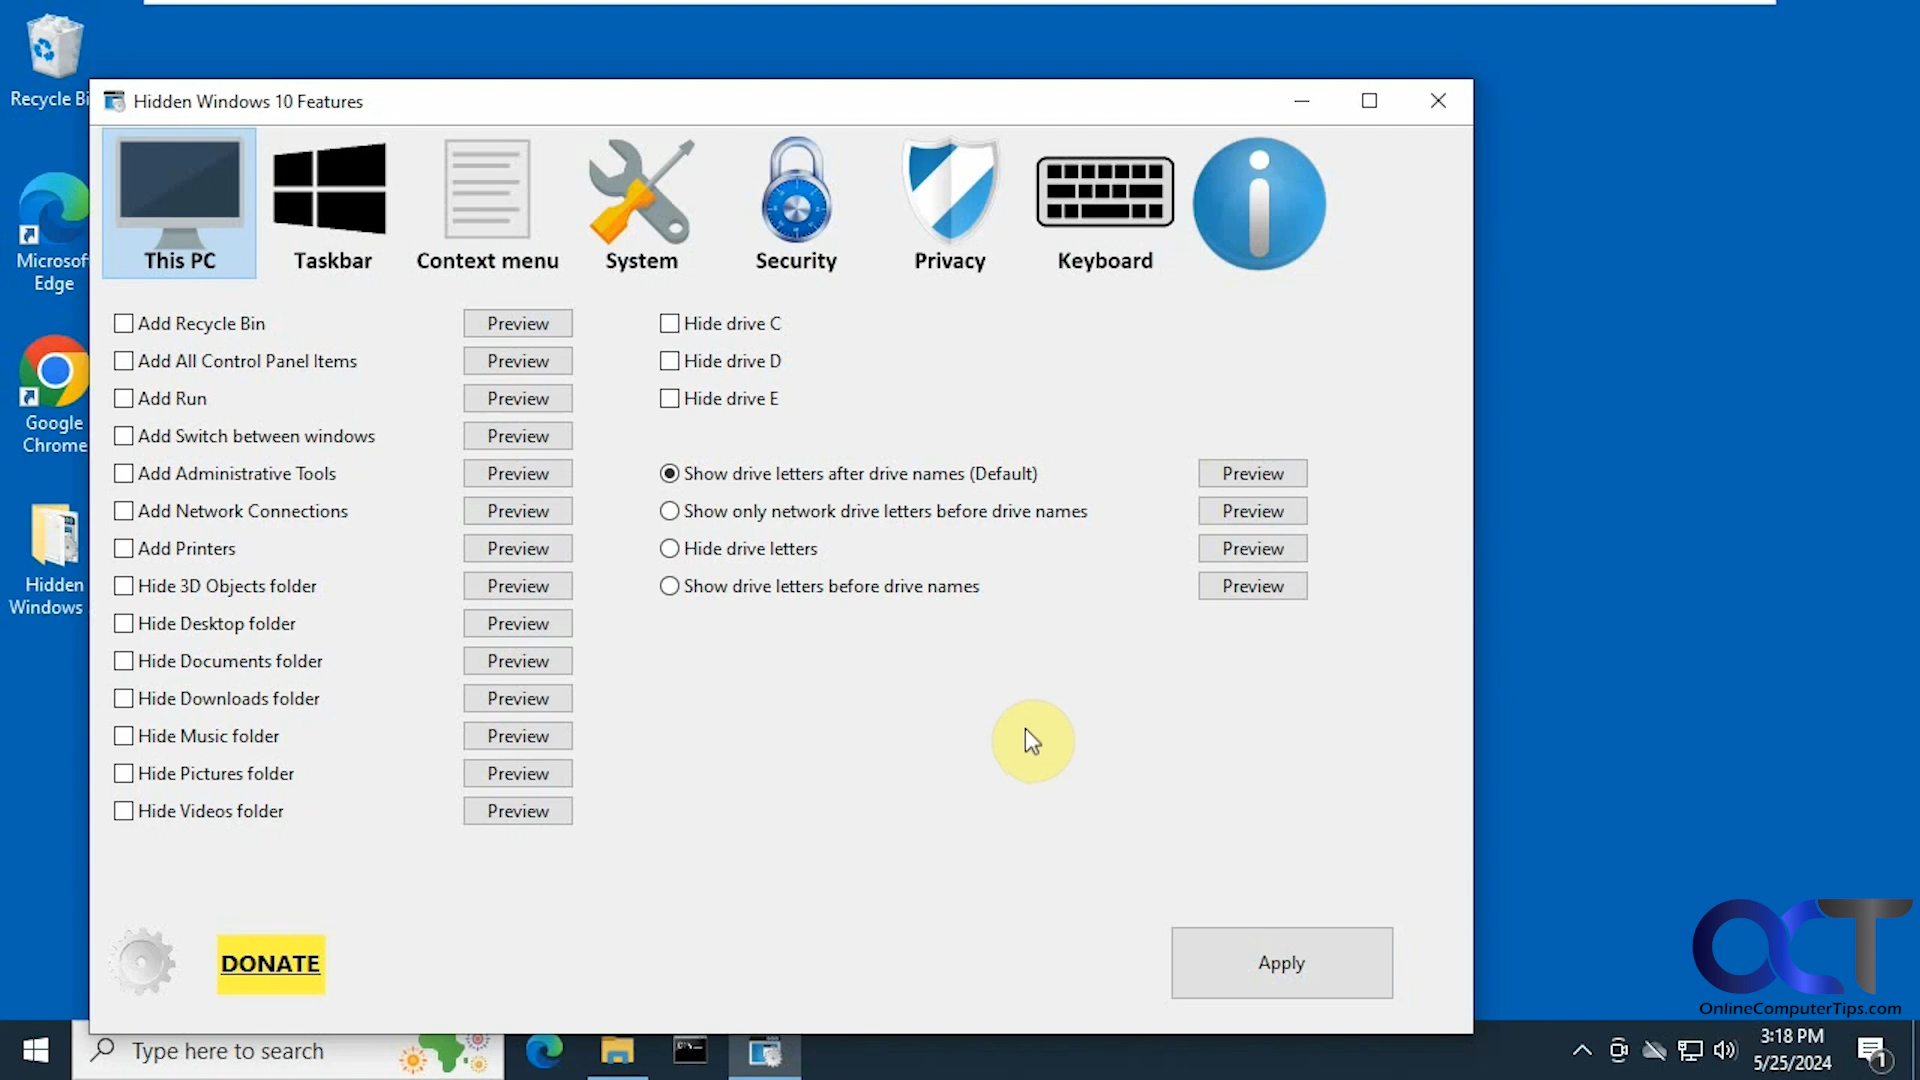 Recycle Bi
Microsof
Edge
Google
Chrome
Hidden
Windows
Hidden Windows 10 Features
This PC
Taskbar
Context menu
System
Security
Privacy
Keyboard
Add Recycle Bin Preview
Add All Control Panel Items Preview
Add Run Preview
Add Switch between windows Preview
Add Administrative Tools Preview
Add Network Connections Preview
Add Printers Preview
Hide 3D Objects folder Preview
Hide Desktop folder Preview
Hide Documents folder Preview
Hide Downloads folder Preview
Hide Music folder Preview
Hide Pictures folder Preview
Hide Videos folder Preview
Hide drive C
Hide drive D
Hide drive E
Show drive letters after drive names (Default) Preview
Show only network drive letters before drive names Preview
Hide drive letters Preview
Show drive letters before drive names Preview
DONATE
Apply
OCT
OnlineComputerTips.com
Type here to search
3:18 PM
5/25/2024
1